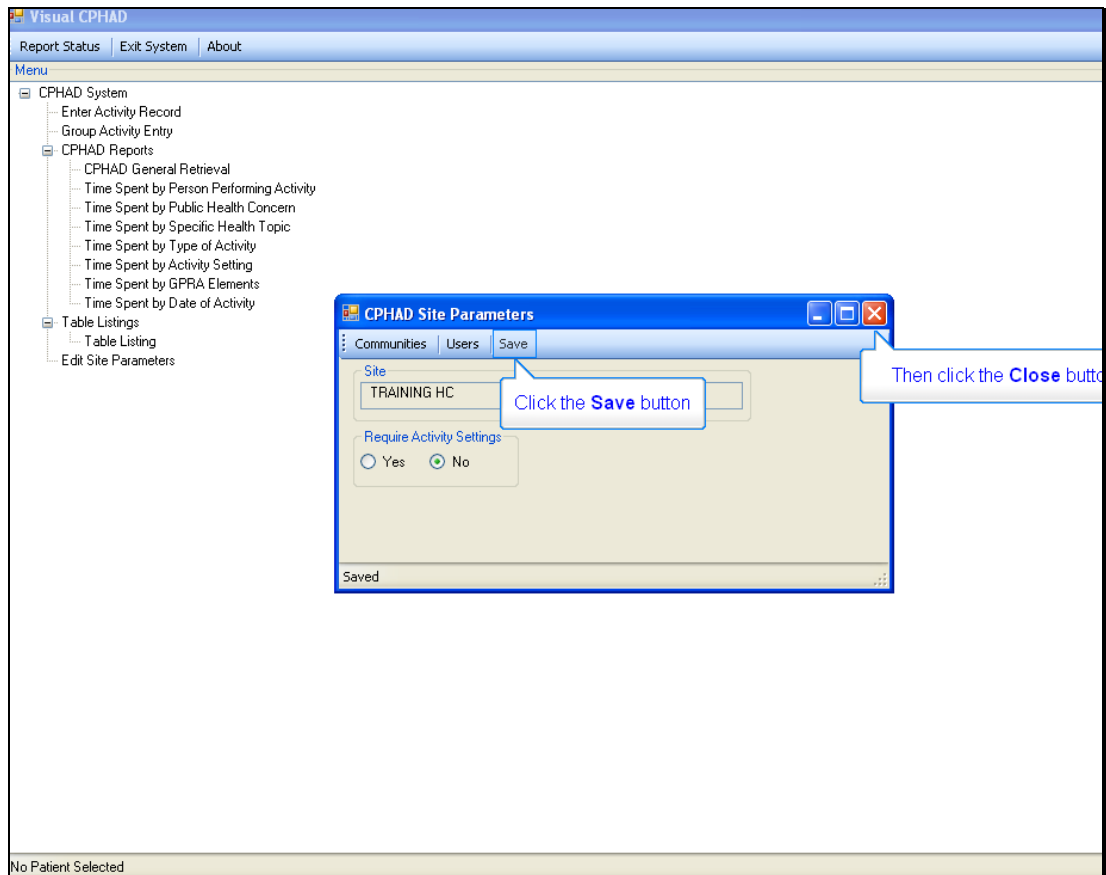 Visual CPHAD
Report Status Exit System About
Menu
CPHAD System
Enter Activity Record
Group Activity Entry
CPHAD Reports
CPHAD General Retrieval
Time Spent by Person Performing Activity
Time Spent by Public Health Concern
Time Spent by Specific Health Topic
Time Spent by Type of Activity
Time Spent by Activity Setting
Time Spent by GPRA Elements
Time Spent by Date of Activity
Table Listings
Table Listing
Edit Site Parameters
CPHAD Site Parameters
Communities Users Save
Site
TRAINING HC
Click the Save button
Then click the Close butto
Require Activity Settings
Yes No
Saved
No Patient Selected